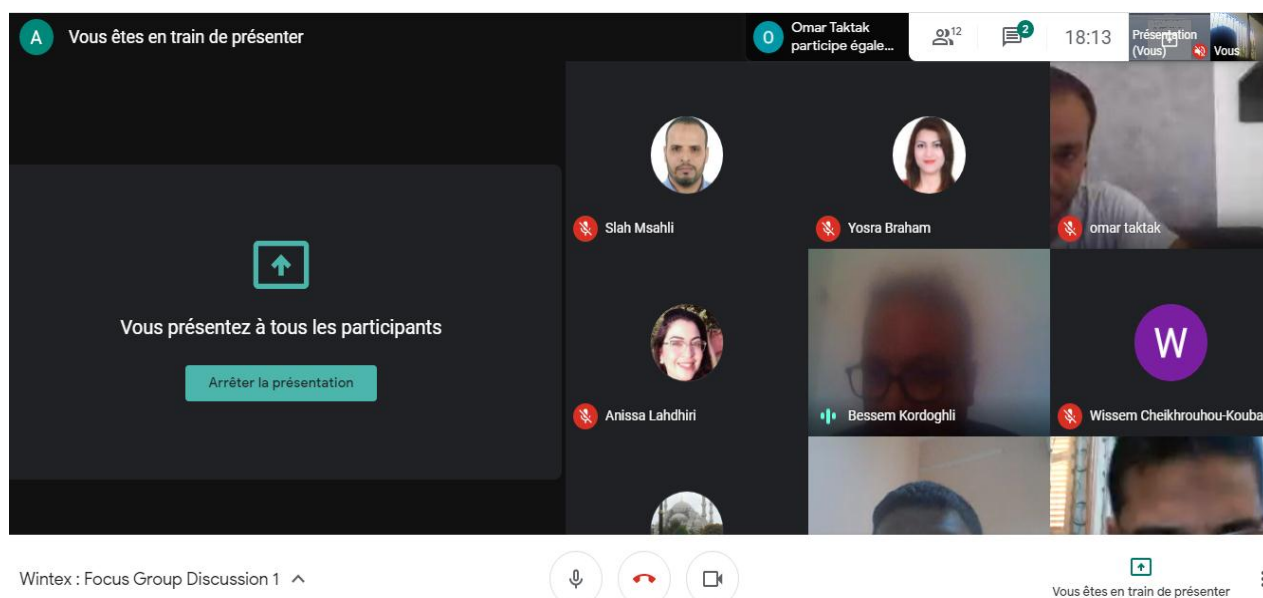 A
Vous êtes en train de présenter
O
Omar Taktak
participe égale...
12
2
18:13
Présentation
(Vous)
Vous
Slah Msahli
Yosra Braham
omar taktak
Vous présentez à tous les participants
Arrêter la présentation
W
Anissa Lahdhiri
Bessem Kordoghli
Wissem Cheikhrouhou-Kouba
Wintex : Focus Group Discussion 1
Vous êtes en train de présenter